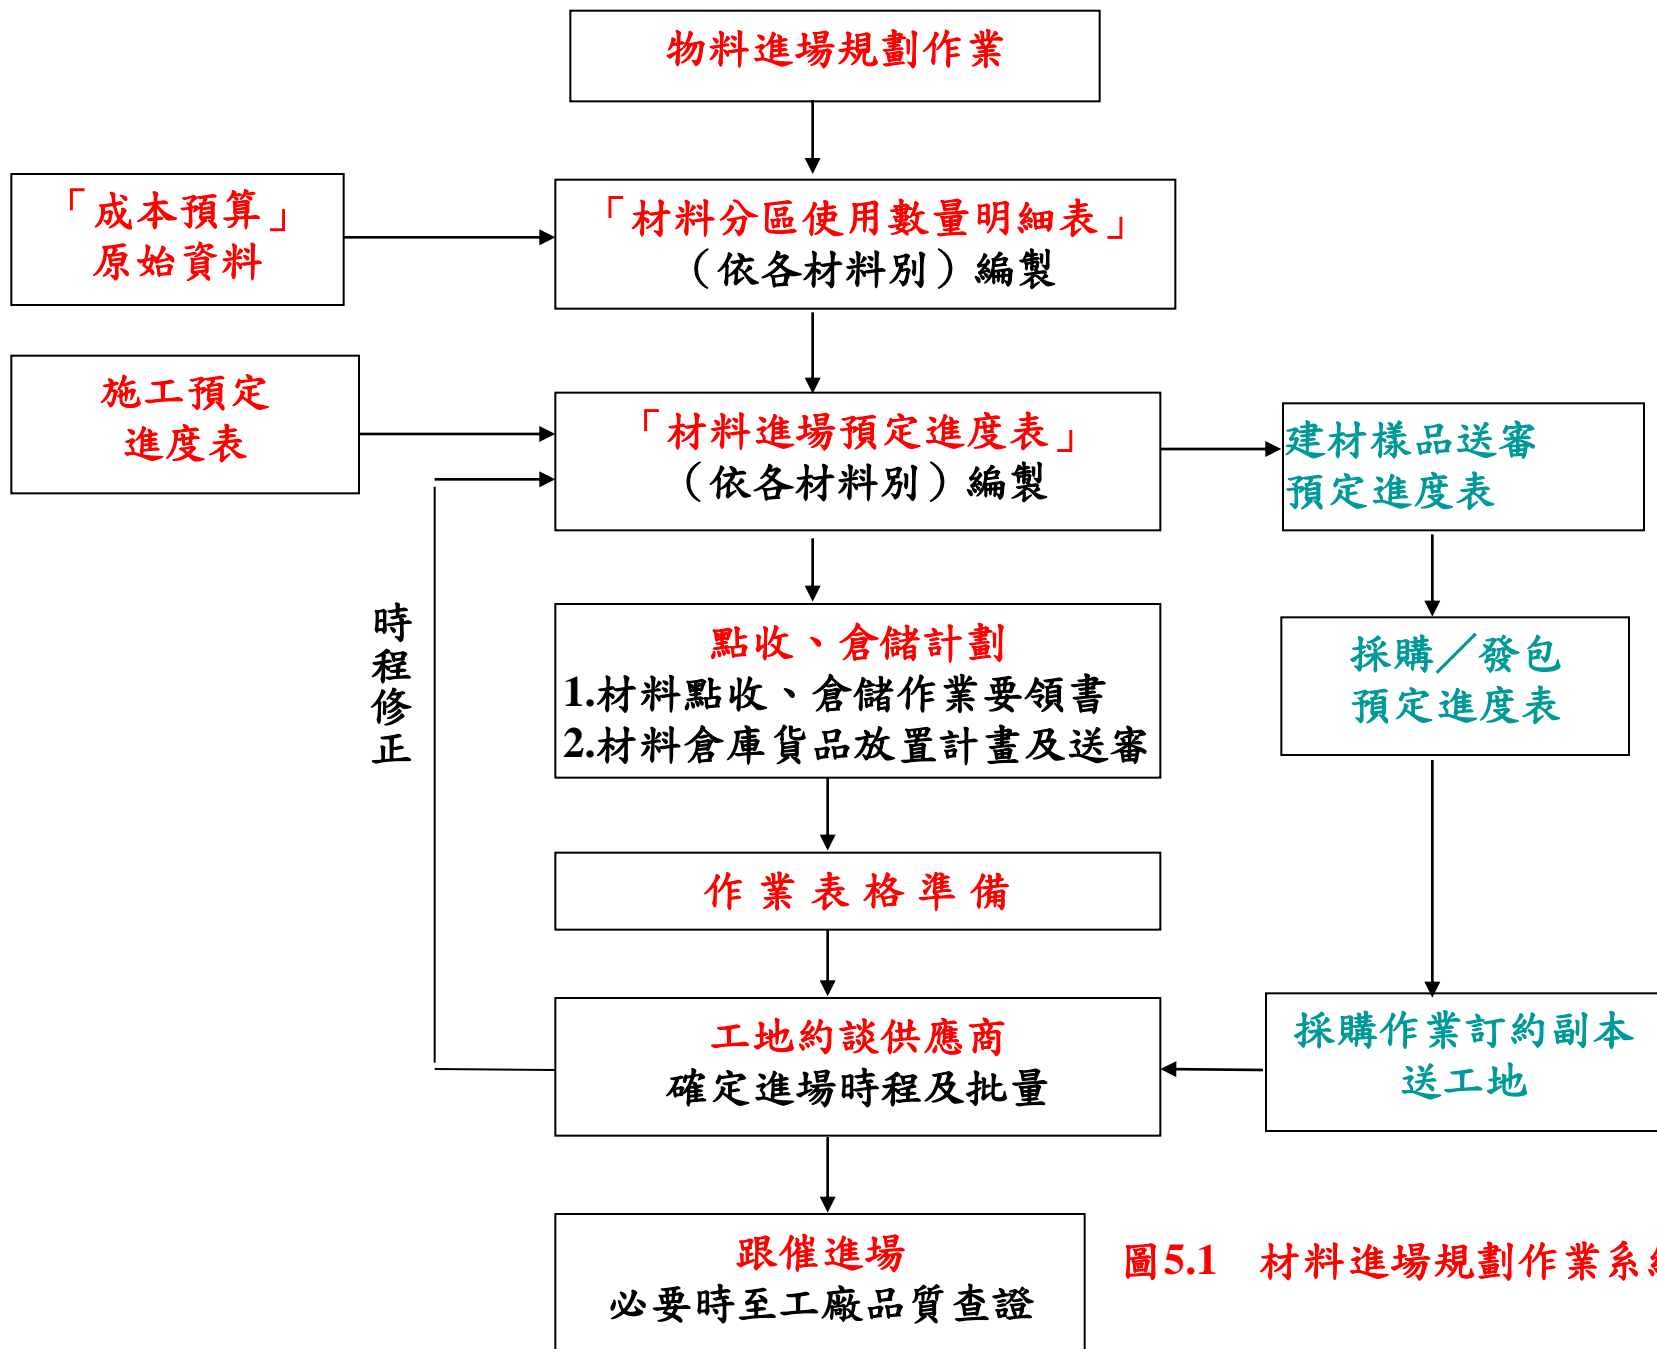 物料進場規劃作業
「成本預算」
原始資料
「材料分區使用數量明細表」
（依各材料別）編製
施工預定
進度表
「材料進場預定進度表」
（依各材料別）編製
建材樣品送審
預定進度表
時程修正
點收、倉儲計劃
1.材料點收、倉儲作業要領書
2.材料倉庫貨品放置計畫及送審
採購／發包
預定進度表
作業表格準備
工地約談供應商
確定進場時程及批量
採購作業訂約副本
送工地
跟催進場
必要時至工廠品質查證
圖5.1　材料進場規劃作業系